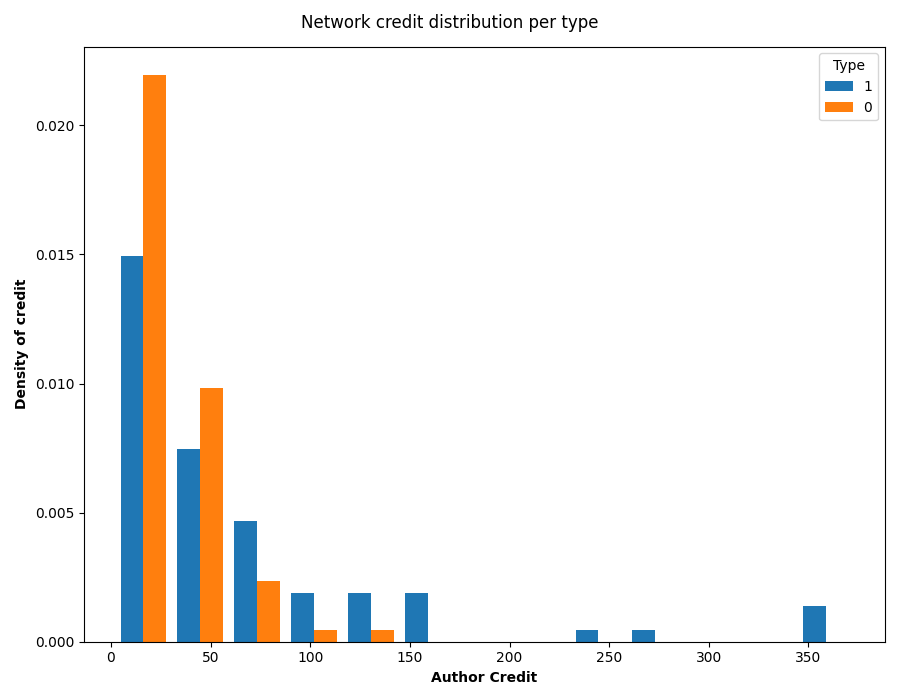 Network credit distribution per type
Type
1
0
Density of credit
0.020
0.015
0.010
0.005
0.000
0 50 100 150 200 250 300 350
Author Credit